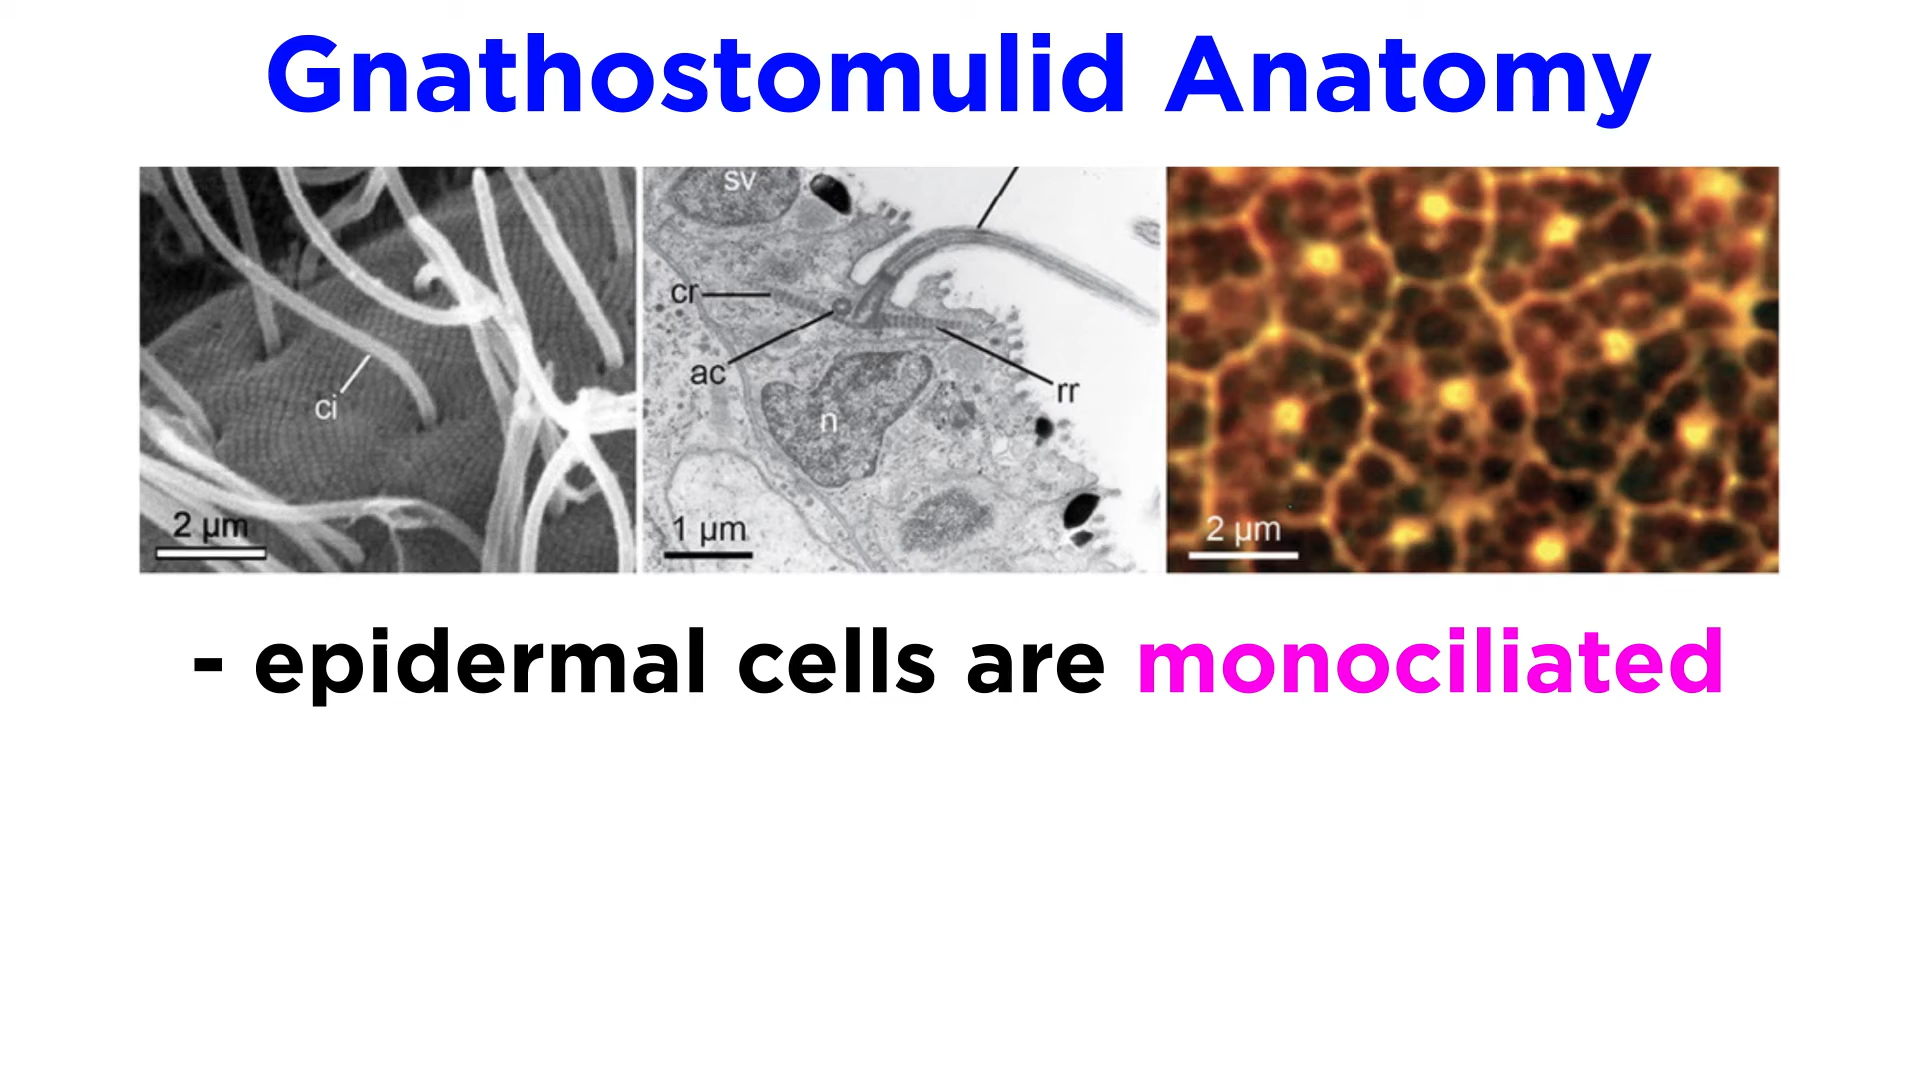 Gnathostomulid Anatomy
sv
cr
ac
rr
n
ci
2 µm
1 µm
2 µm
- epidermal cells are monociliated